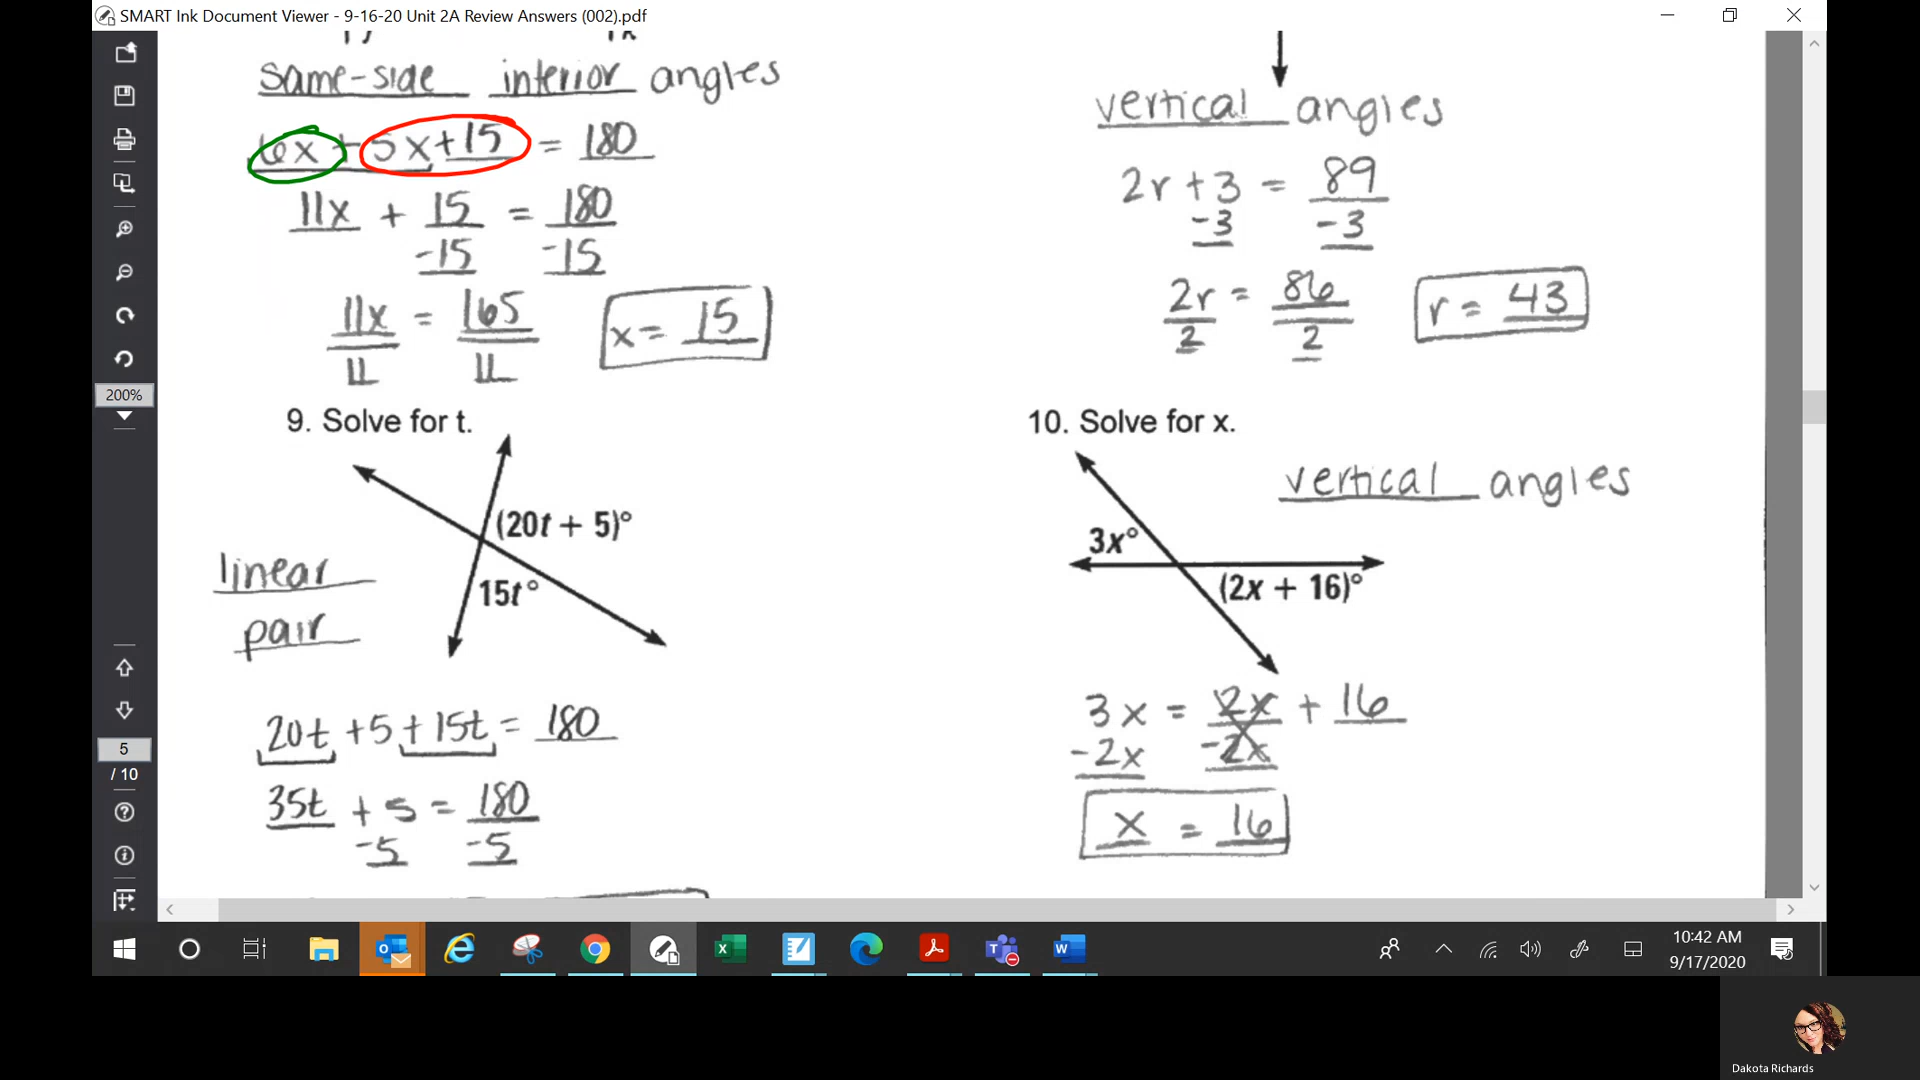 SMART Ink Document Viewer - 9-16-20 Unit 2A Review Answers (002).pdf
same-side interior angles
6x + 5x+15 = 180
11x + 15 = 180
-15 -15
11x = 165
11 11
x = 15
vertical angles
2r + 3 = 89
-3 -3
2r = 86
2 2
r = 43
9. Solve for t.
(20t + 5)°
15t°
linear
pair
20t + 5 + 15t = 180
35t + 5 = 180
-5 -5
10. Solve for x.
vertical angles
3x°
(2x + 16)°
3x = 2x + 16
-2x -2x
x = 16
200%
5
/ 10
10:42 AM
9/17/2020
Dakota Richards